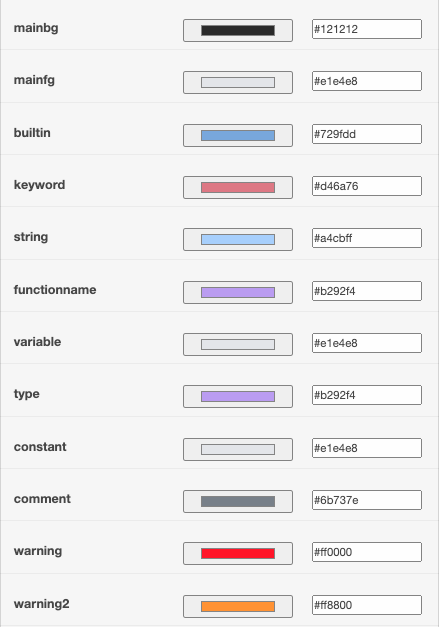 mainbg #121212
mainfg #e1e4e8
builtin #729fdd
keyword #d46a76
string #a4cbff
functionname #b292f4
variable #e1e4e8
type #b292f4
constant #e1e4e8
comment #6b737e
warning #ff0000
warning2 #ff8800